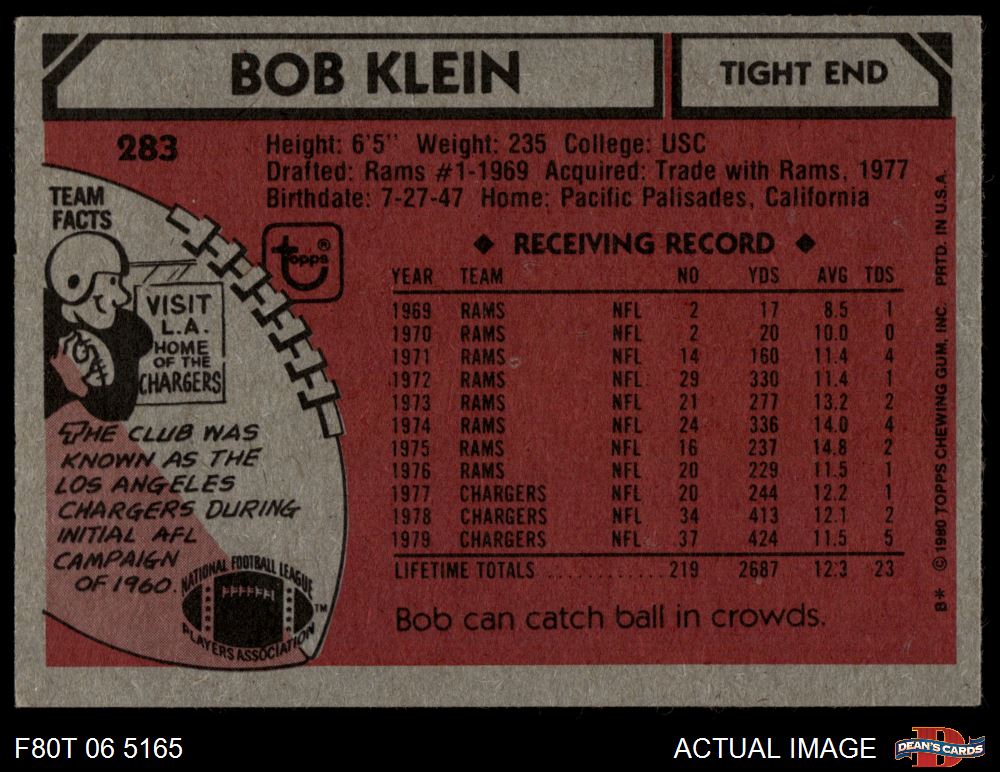 BOB KLEIN
TIGHT END
283
Height: 6'5" Weight: 235 College: USC
Drafted: Rams #1-1969 Acquired: Trade with Rams, 1977
Birthdate: 7-27-47 Home: Pacific Palisades, California
TEAM
FACTS
VISIT
L.A.
HOME
OF THE
CHARGERS
THE CLUB WAS
KNOWN AS THE
LOS ANGELES
CHARGERS DURING
INITIAL AFL
CAMPAIGN
OF 1960.
NATIONAL FOOTBALL LEAGUE
PLAYERS ASSOCIATION
™
topps ®
◆ RECEIVING RECORD ◆
YEAR TEAM NO YDS AVG TDS
1969 RAMS NFL 2 17 8.5 1
1970 RAMS NFL 2 20 10.0 0
1971 RAMS NFL 14 160 11.4 4
1972 RAMS NFL 29 330 11.4 1
1973 RAMS NFL 21 277 13.2 2
1974 RAMS NFL 24 336 14.0 4
1975 RAMS NFL 16 237 14.8 2
1976 RAMS NFL 20 229 11.5 1
1977 CHARGERS NFL 20 244 12.2 1
1978 CHARGERS NFL 34 413 12.1 2
1979 CHARGERS NFL 37 424 11.5 5
LIFETIME TOTALS ............ 219 2687 12.3 23
Bob can catch ball in crowds.
B* © 1980 TOPPS CHEWING GUM, INC. PRTD. IN U.S.A.
F80T 06 5165
ACTUAL IMAGE
D
DEAN'S CARDS